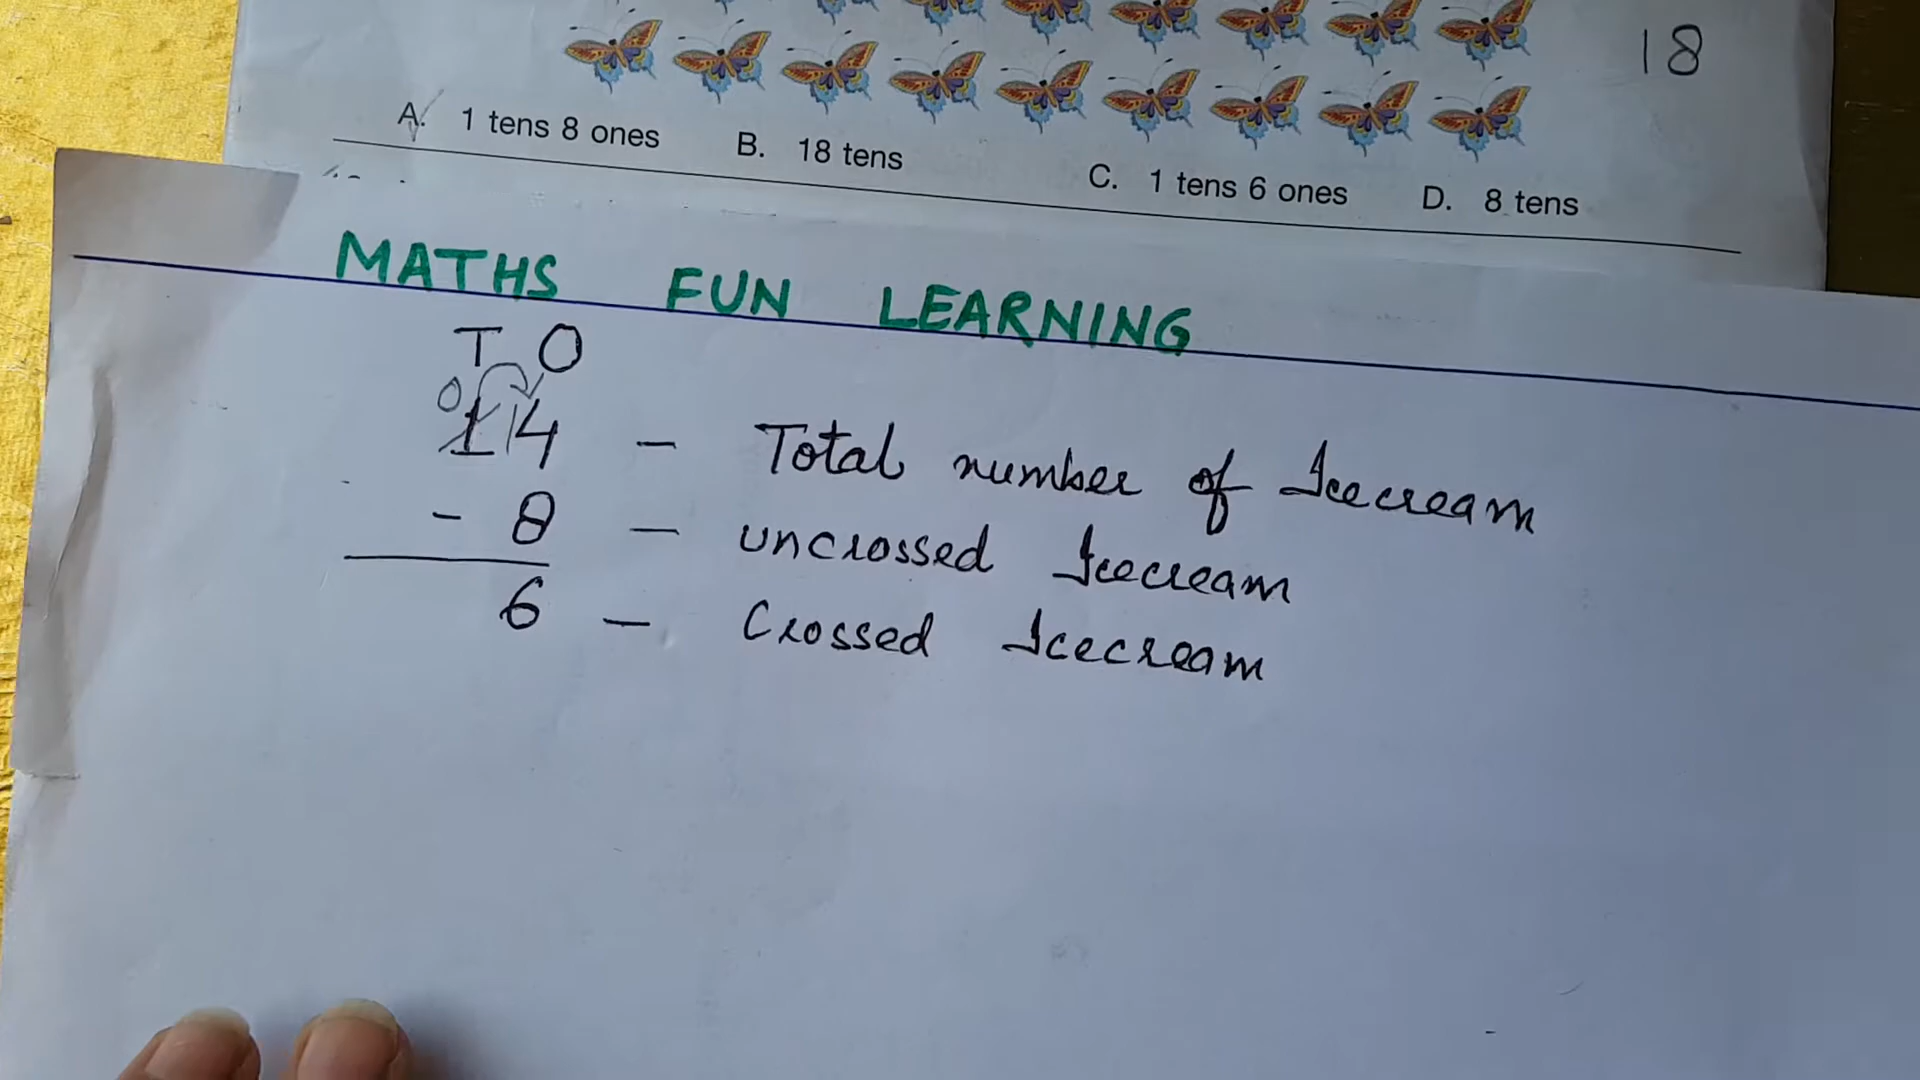 18
A. 1 tens 8 ones B. 18 tens C. 1 tens 6 ones D. 8 tens
MATHS FUN LEARNING
T O
0
1 14 - Total number of Icecream
- 8 - uncrossed Icecream
6 - Crossed Icecream